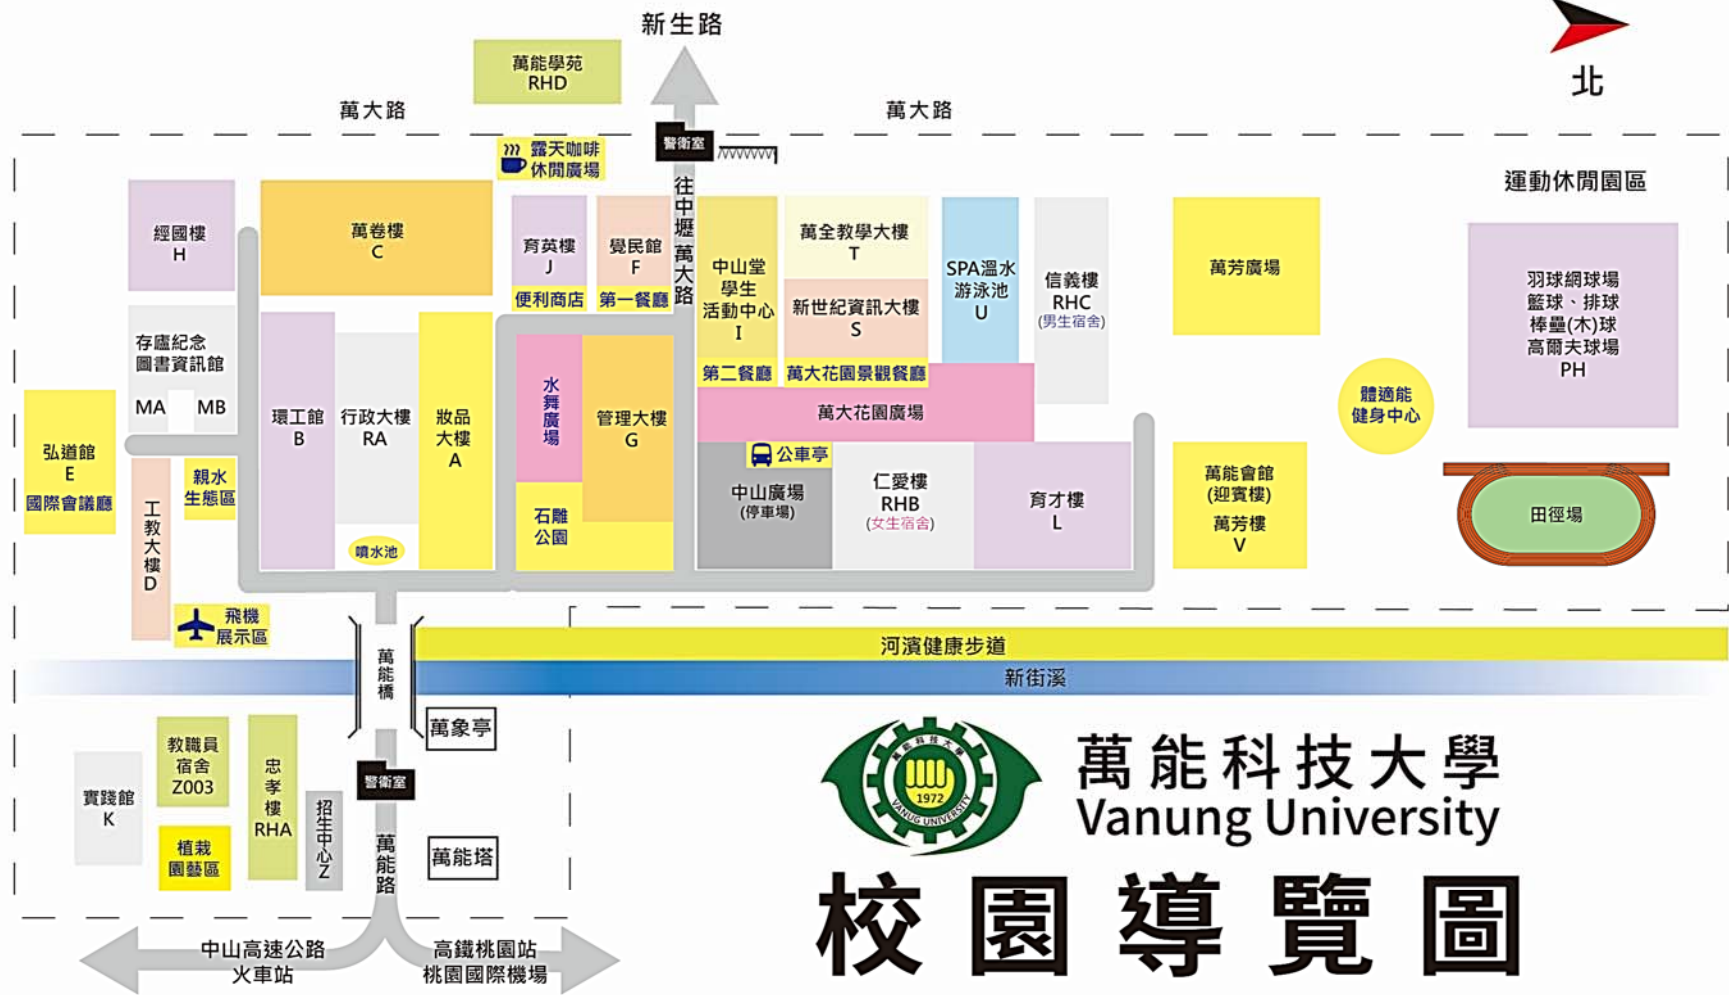 新生路
北
萬能學苑
RHD
萬大路
萬大路
警衛室
露天咖啡
休閒廣場
運動休閒園區
往中壢 萬大路
經國樓
H
萬卷樓
C
育英樓
J
便利商店
覺民館
F
第一餐廳
中山堂
學生
活動中心
I
第二餐廳
萬全教學大樓
T
新世紀資訊大樓
S
萬大花園景觀餐廳
SPA溫水
游泳池
U
信義樓
RHC
(男生宿舍)
萬芳廣場
羽球網球場
籃球、排球
棒壘(木)球
高爾夫球場
PH
存廬紀念
圖書資訊館
MA
MB
環工館
B
行政大樓
RA
妝品
大樓
A
水舞廣場
管理大樓
G
萬大花園廣場
體適能
健身中心
弘道館
E
國際會議廳
親水
生態區
工教大樓D
噴水池
石雕
公園
公車亭
中山廣場
(停車場)
仁愛樓
RHB
(女生宿舍)
育才樓
L
萬能會館
(迎賓樓)
萬芳樓
V
田徑場
飛機
展示區
萬能橋
河濱健康步道
新街溪
萬象亭
教職員
宿舍
Z003
忠孝樓
RHA
實踐館
K
植栽
園藝區
招生中心Z
警衛室
萬能路
萬能塔
中山高速公路
火車站
高鐵桃園站
桃園國際機場
萬能科技大學
1972
VANUG UNIVERSITY
萬能科技大學
Vanung University
校園導覽圖